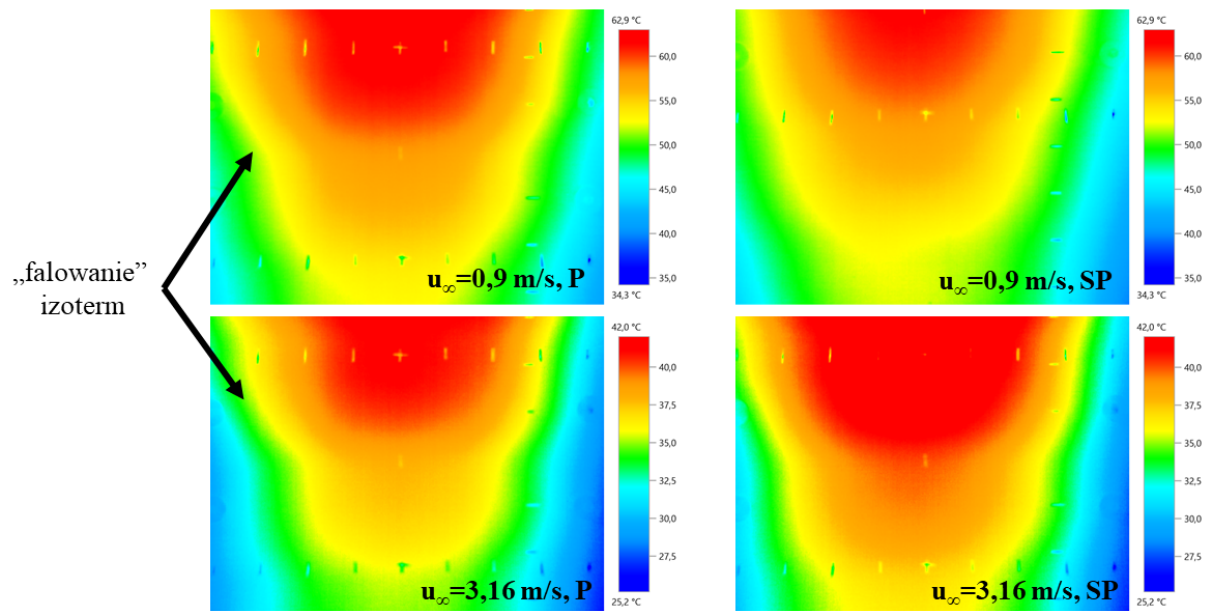 62,9 °C
60,0
55,0
50,0
45,0
40,0
35,0
34,3 °C
u∞=0,9 m/s, P
62,9 °C
60,0
55,0
50,0
45,0
40,0
35,0
34,3 °C
u∞=0,9 m/s, SP
„falowanie”
izoterm
42,0 °C
40,0
37,5
35,0
32,5
30,0
27,5
25,2 °C
u∞=3,16 m/s, P
42,0 °C
40,0
37,5
35,0
32,5
30,0
27,5
25,2 °C
u∞=3,16 m/s, SP